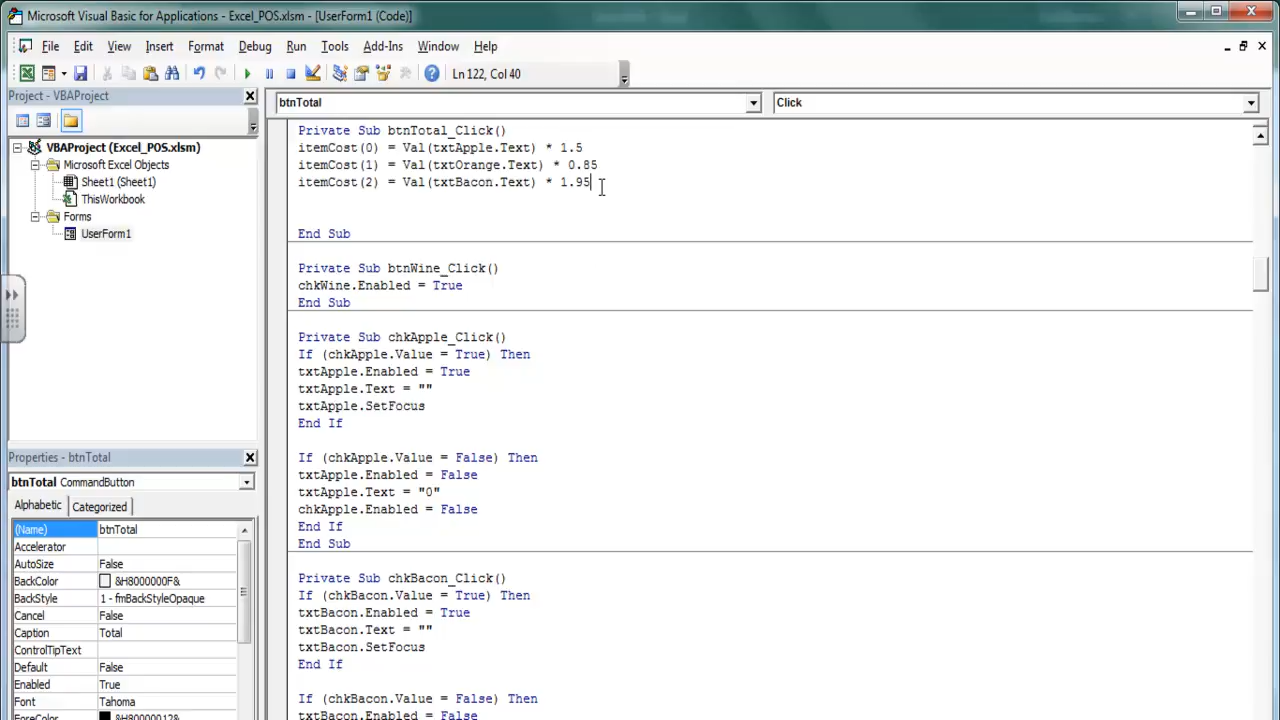 Microsoft Visual Basic for Applications - Excel_POS.xlsm - [UserForm1 (Code)]
File Edit View Insert Format Debug Run Tools Add-Ins Window Help
Ln 122, Col 40
Project - VBAProject
btnTotal Click
VBAProject (Excel_POS.xlsm)
Microsoft Excel Objects
Sheet1 (Sheet1)
ThisWorkbook
Forms
UserForm1
Properties - btnTotal
btnTotal CommandButton
Alphabetic Categorized
(Name) btnTotal
Accelerator
AutoSize False
BackColor &H8000000F&
BackStyle 1 - fmBackStyleOpaque
Cancel False
Caption Total
ControlTipText
Default False
Enabled True
Font Tahoma
ForeColor &H80000012&
Private Sub btnTotal_Click()
itemCost(0) = Val(txtApple.Text) * 1.5
itemCost(1) = Val(txtOrange.Text) * 0.85
itemCost(2) = Val(txtBacon.Text) * 1.95
End Sub
Private Sub btnWine_Click()
chkWine.Enabled = True
End Sub
Private Sub chkApple_Click()
If (chkApple.Value = True) Then
txtApple.Enabled = True
txtApple.Text = ""
txtApple.SetFocus
End If
If (chkApple.Value = False) Then
txtApple.Enabled = False
txtApple.Text = "0"
chkApple.Enabled = False
End If
End Sub
Private Sub chkBacon_Click()
If (chkBacon.Value = True) Then
txtBacon.Enabled = True
txtBacon.Text = ""
txtBacon.SetFocus
End If
If (chkBacon.Value = False) Then
txtBacon.Enabled = False